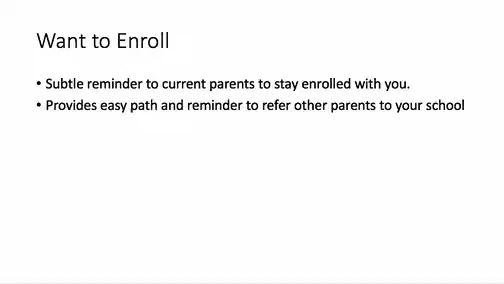 Want to Enroll
• Subtle reminder to current parents to stay enrolled with you.
• Provides easy path and reminder to refer other parents to your school